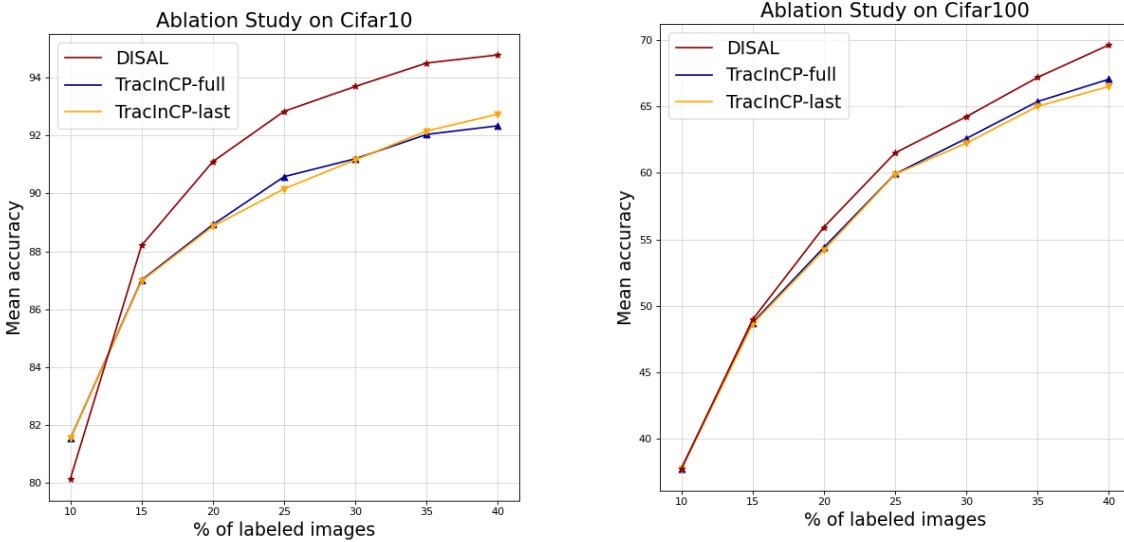 Ablation Study on Cifar10
DISAL
TracInCP-full
TracInCP-last
94
92
90
88
86
84
82
80
Mean accuracy
10 15 20 25 30 35 40
% of labeled images
Ablation Study on Cifar100
DISAL
TracInCP-full
TracInCP-last
70
65
60
55
50
45
40
Mean accuracy
10 15 20 25 30 35 40
% of labeled images